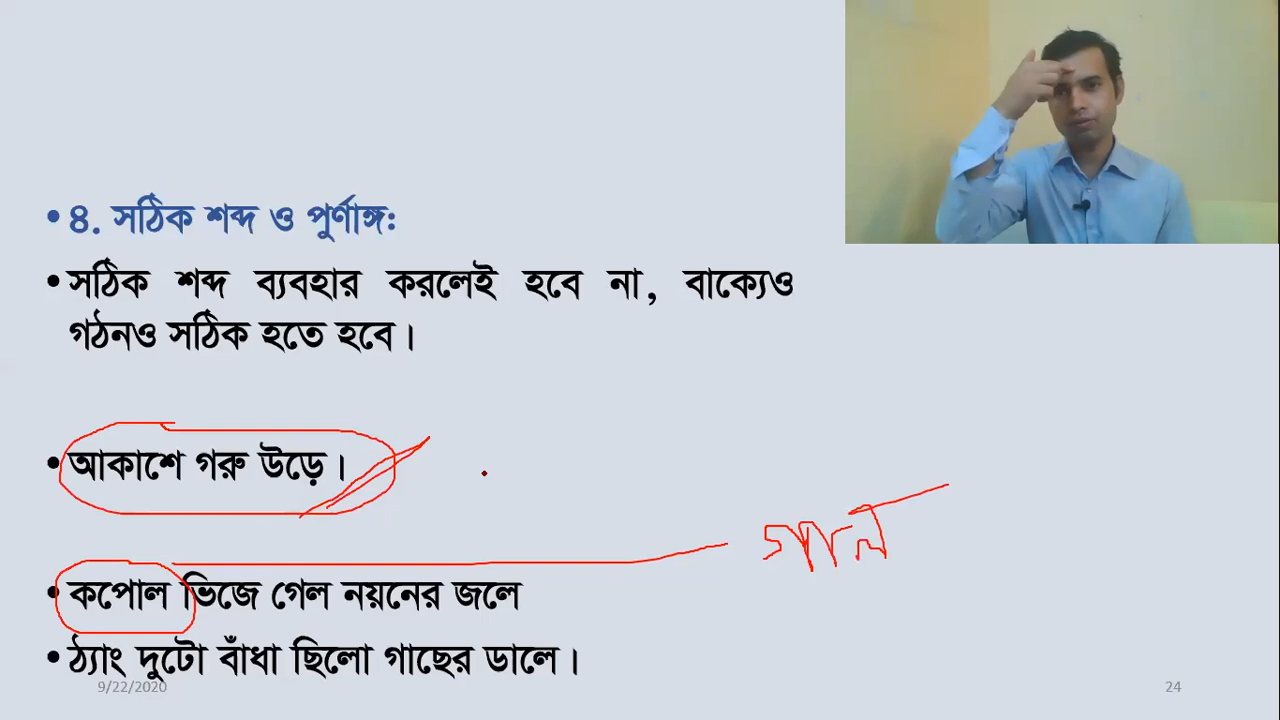 • ৪. সঠিক শব্দ ও পুর্ণাঙ্গ:
• সঠিক শব্দ ব্যবহার করলেই হবে না, বাক্যেও
গঠনও সঠিক হতে হবে।
• আকাশে গরু উড়ে।
গাল
• কপোল ভিজে গেল নয়নের জলে
• ঠ্যাং দুটো বাঁধা ছিলো গাছের ডালে।
9/22/2020
24